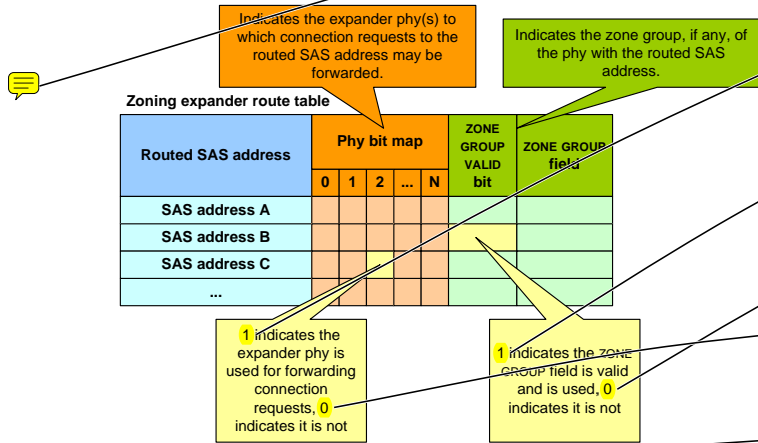 Indicates the expander phy(s) to
which connection requests to the
routed SAS address may be
forwarded.
Indicates the zone group, if any, of
the phy with the routed SAS
address.
Zoning expander route table
Routed SAS address
Phy bit map
ZONE
GROUP
VALID
bit
ZONE GROUP
field
0 1 2 ... N
SAS address A
SAS address B
SAS address C
...
1 indicates the
expander phy is
used for forwarding
connection
requests, 0
indicates it is not
1 indicates the ZONE
GROUP field is valid
and is used, 0
indicates it is not